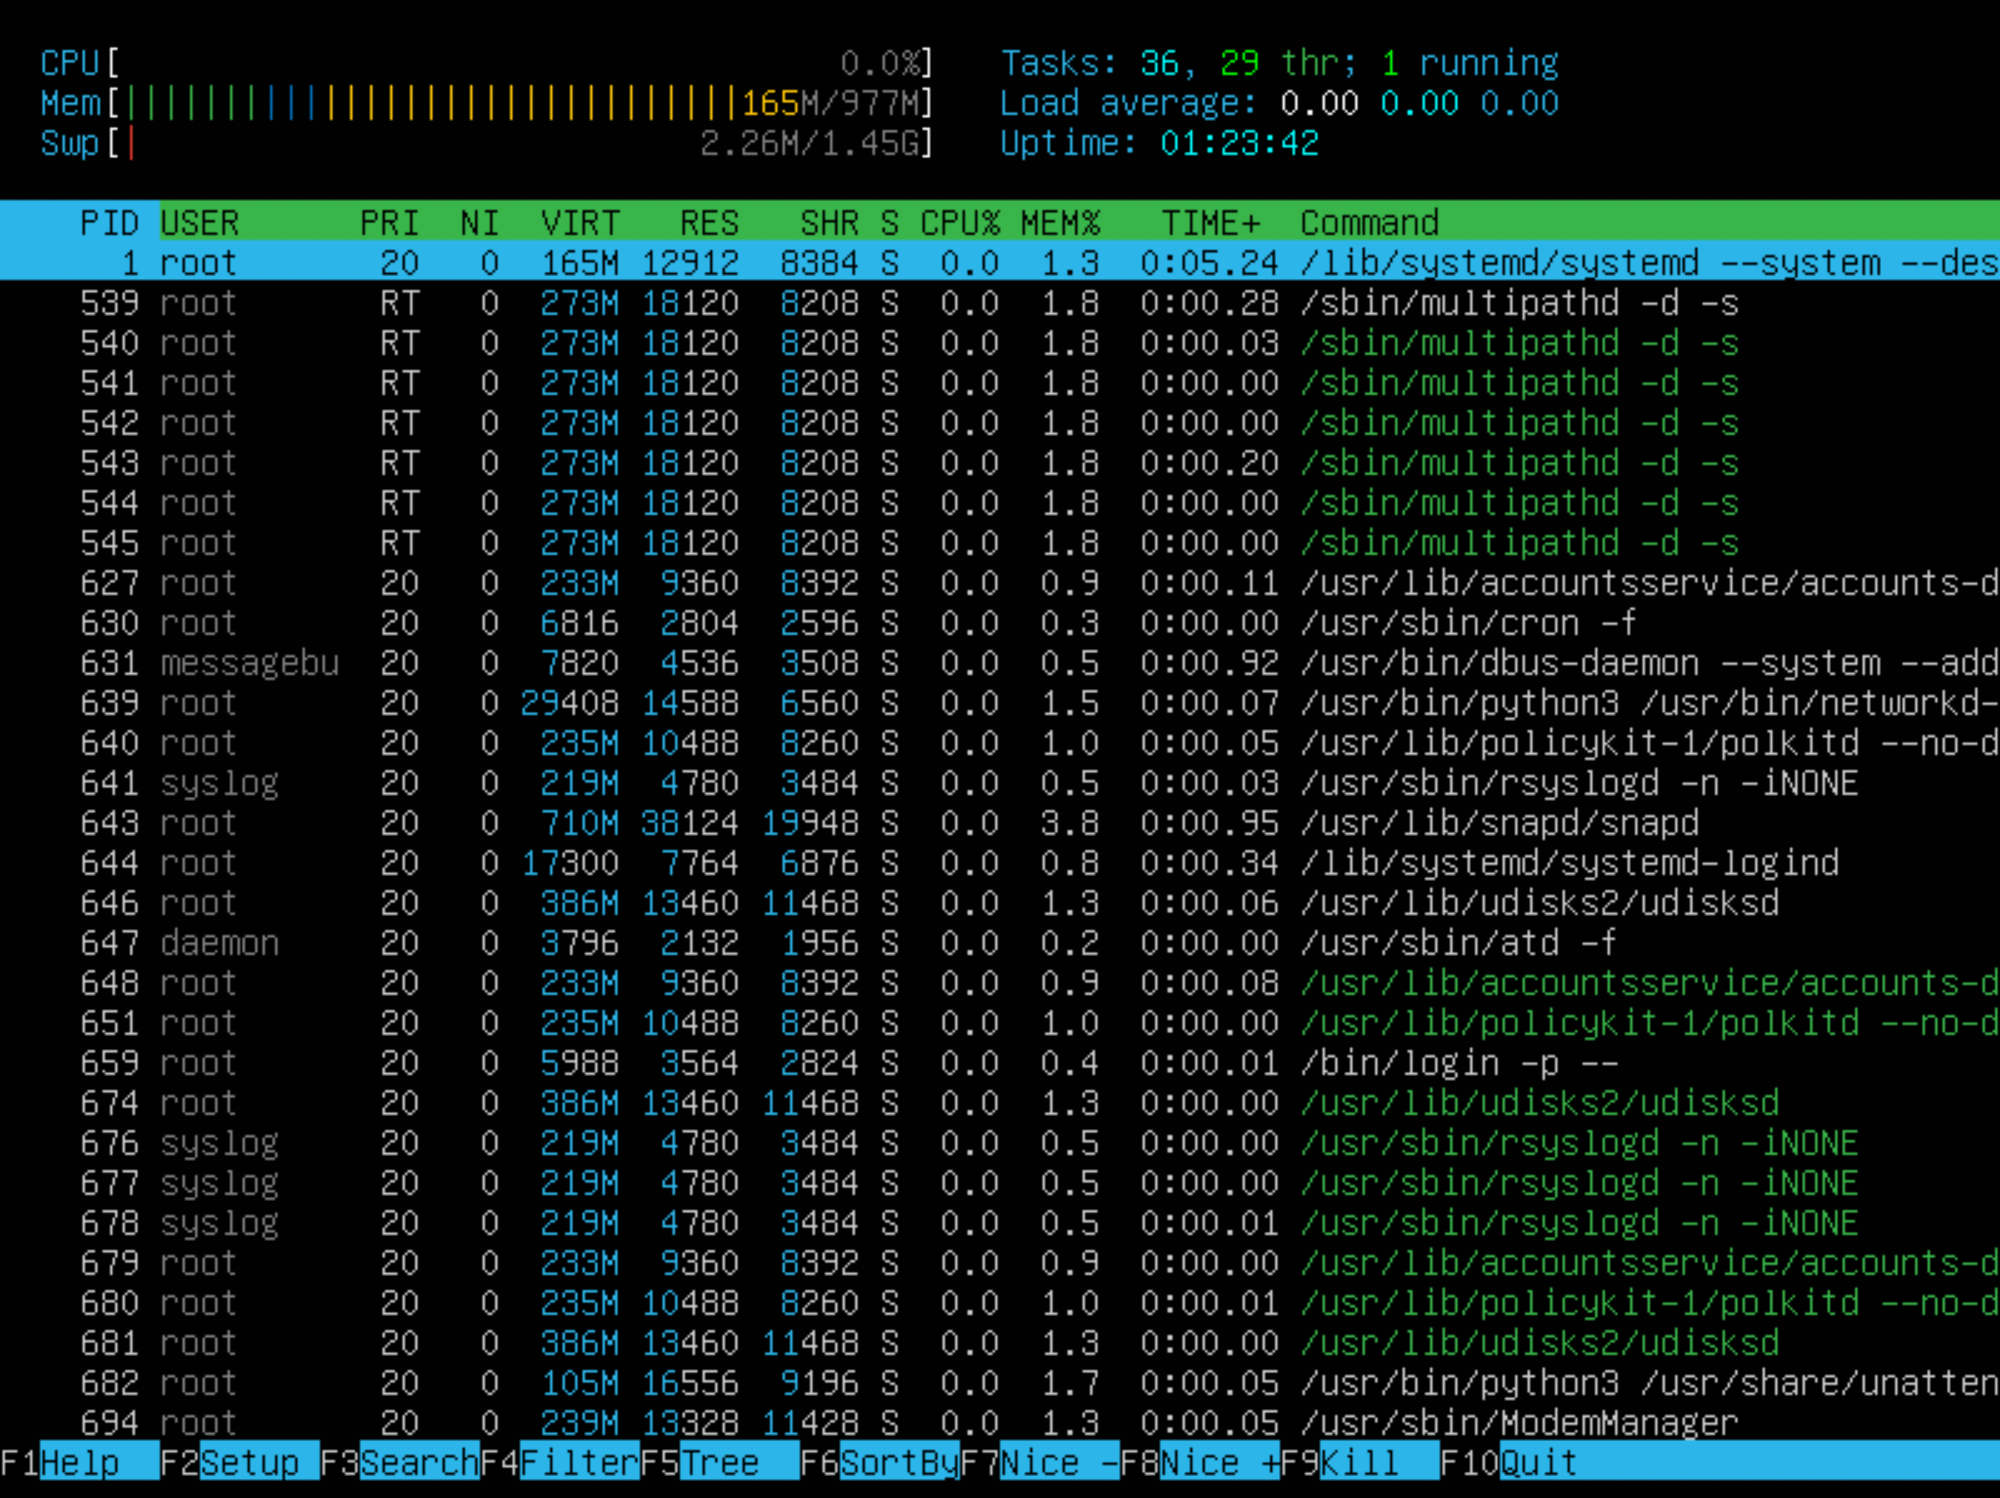 CPU[ 0.0%] Tasks: 36, 29 thr; 1 running
Mem[|||||||||||||||||||||||||||||||165M/977M] Load average: 0.00 0.00 0.00
Swp[| 2.26M/1.45G] Uptime: 01:23:42
PID USER PRI NI VIRT RES SHR S CPU% MEM% TIME+ Command
1 root 20 0 165M 12912 8384 S 0.0 1.3 0:05.24 /lib/systemd/systemd --system --des
539 root RT 0 273M 18120 8208 S 0.0 1.8 0:00.28 /sbin/multipathd -d -s
540 root RT 0 273M 18120 8208 S 0.0 1.8 0:00.03 /sbin/multipathd -d -s
541 root RT 0 273M 18120 8208 S 0.0 1.8 0:00.00 /sbin/multipathd -d -s
542 root RT 0 273M 18120 8208 S 0.0 1.8 0:00.00 /sbin/multipathd -d -s
543 root RT 0 273M 18120 8208 S 0.0 1.8 0:00.20 /sbin/multipathd -d -s
544 root RT 0 273M 18120 8208 S 0.0 1.8 0:00.00 /sbin/multipathd -d -s
545 root RT 0 273M 18120 8208 S 0.0 1.8 0:00.00 /sbin/multipathd -d -s
627 root 20 0 233M 9360 8392 S 0.0 0.9 0:00.11 /usr/lib/accountsservice/accounts-d
630 root 20 0 6816 2804 2596 S 0.0 0.3 0:00.00 /usr/sbin/cron -f
631 messagebu 20 0 7820 4536 3508 S 0.0 0.5 0:00.92 /usr/bin/dbus-daemon --system --add
639 root 20 0 29408 14588 6560 S 0.0 1.5 0:00.07 /usr/bin/python3 /usr/bin/networkd-
640 root 20 0 235M 10488 8260 S 0.0 1.0 0:00.05 /usr/lib/policykit-1/polkitd --no-d
641 syslog 20 0 219M 4780 3484 S 0.0 0.5 0:00.03 /usr/sbin/rsyslogd -n -iNONE
643 root 20 0 710M 38124 19948 S 0.0 3.8 0:00.95 /usr/lib/snapd/snapd
644 root 20 0 17300 7764 6876 S 0.0 0.8 0:00.34 /lib/systemd/systemd-logind
646 root 20 0 386M 13460 11468 S 0.0 1.3 0:00.06 /usr/lib/udisks2/udisksd
647 daemon 20 0 3796 2132 1956 S 0.0 0.2 0:00.00 /usr/sbin/atd -f
648 root 20 0 233M 9360 8392 S 0.0 0.9 0:00.08 /usr/lib/accountsservice/accounts-d
651 root 20 0 235M 10488 8260 S 0.0 1.0 0:00.00 /usr/lib/policykit-1/polkitd --no-d
659 root 20 0 5988 3564 2824 S 0.0 0.4 0:00.01 /bin/login -p --
674 root 20 0 386M 13460 11468 S 0.0 1.3 0:00.00 /usr/lib/udisks2/udisksd
676 syslog 20 0 219M 4780 3484 S 0.0 0.5 0:00.00 /usr/sbin/rsyslogd -n -iNONE
677 syslog 20 0 219M 4780 3484 S 0.0 0.5 0:00.00 /usr/sbin/rsyslogd -n -iNONE
678 syslog 20 0 219M 4780 3484 S 0.0 0.5 0:00.01 /usr/sbin/rsyslogd -n -iNONE
679 root 20 0 233M 9360 8392 S 0.0 0.9 0:00.00 /usr/lib/accountsservice/accounts-d
680 root 20 0 235M 10488 8260 S 0.0 1.0 0:00.01 /usr/lib/policykit-1/polkitd --no-d
681 root 20 0 386M 13460 11468 S 0.0 1.3 0:00.00 /usr/lib/udisks2/udisksd
682 root 20 0 105M 16556 9196 S 0.0 1.7 0:00.05 /usr/bin/python3 /usr/share/unatten
694 root 20 0 239M 13328 11428 S 0.0 1.3 0:00.05 /usr/sbin/ModemManager
F1Help F2Setup F3SearchF4FilterF5Tree F6SortByF7Nice -F8Nice +F9Kill F10Quit